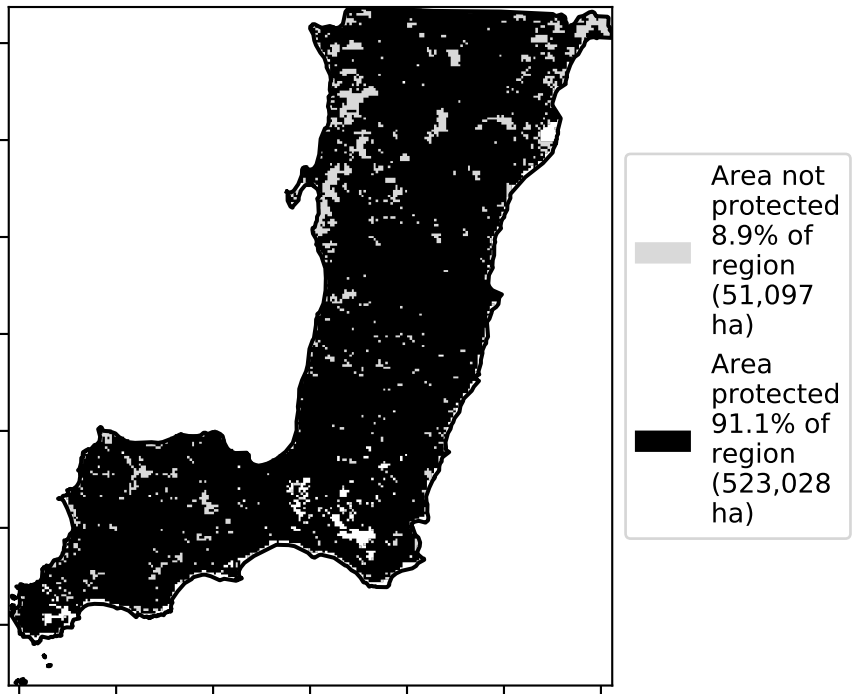 Area not
protected
8.9% of
region
(51,097
ha)
Area
protected
91.1% of
region
(523,028
ha)